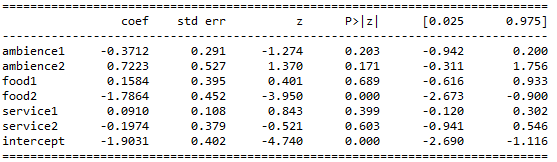 coef std err z P>|z| [0.025 0.975]
ambience1 -0.3712 0.291 -1.274 0.203 -0.942 0.200
ambience2 0.7223 0.527 1.370 0.171 -0.311 1.756
food1 0.1584 0.395 0.401 0.689 -0.616 0.933
food2 -1.7864 0.452 -3.950 0.000 -2.673 -0.900
service1 0.0910 0.108 0.843 0.399 -0.120 0.302
service2 -0.1974 0.379 -0.521 0.603 -0.941 0.546
intercept -1.9031 0.402 -4.740 0.000 -2.690 -1.116